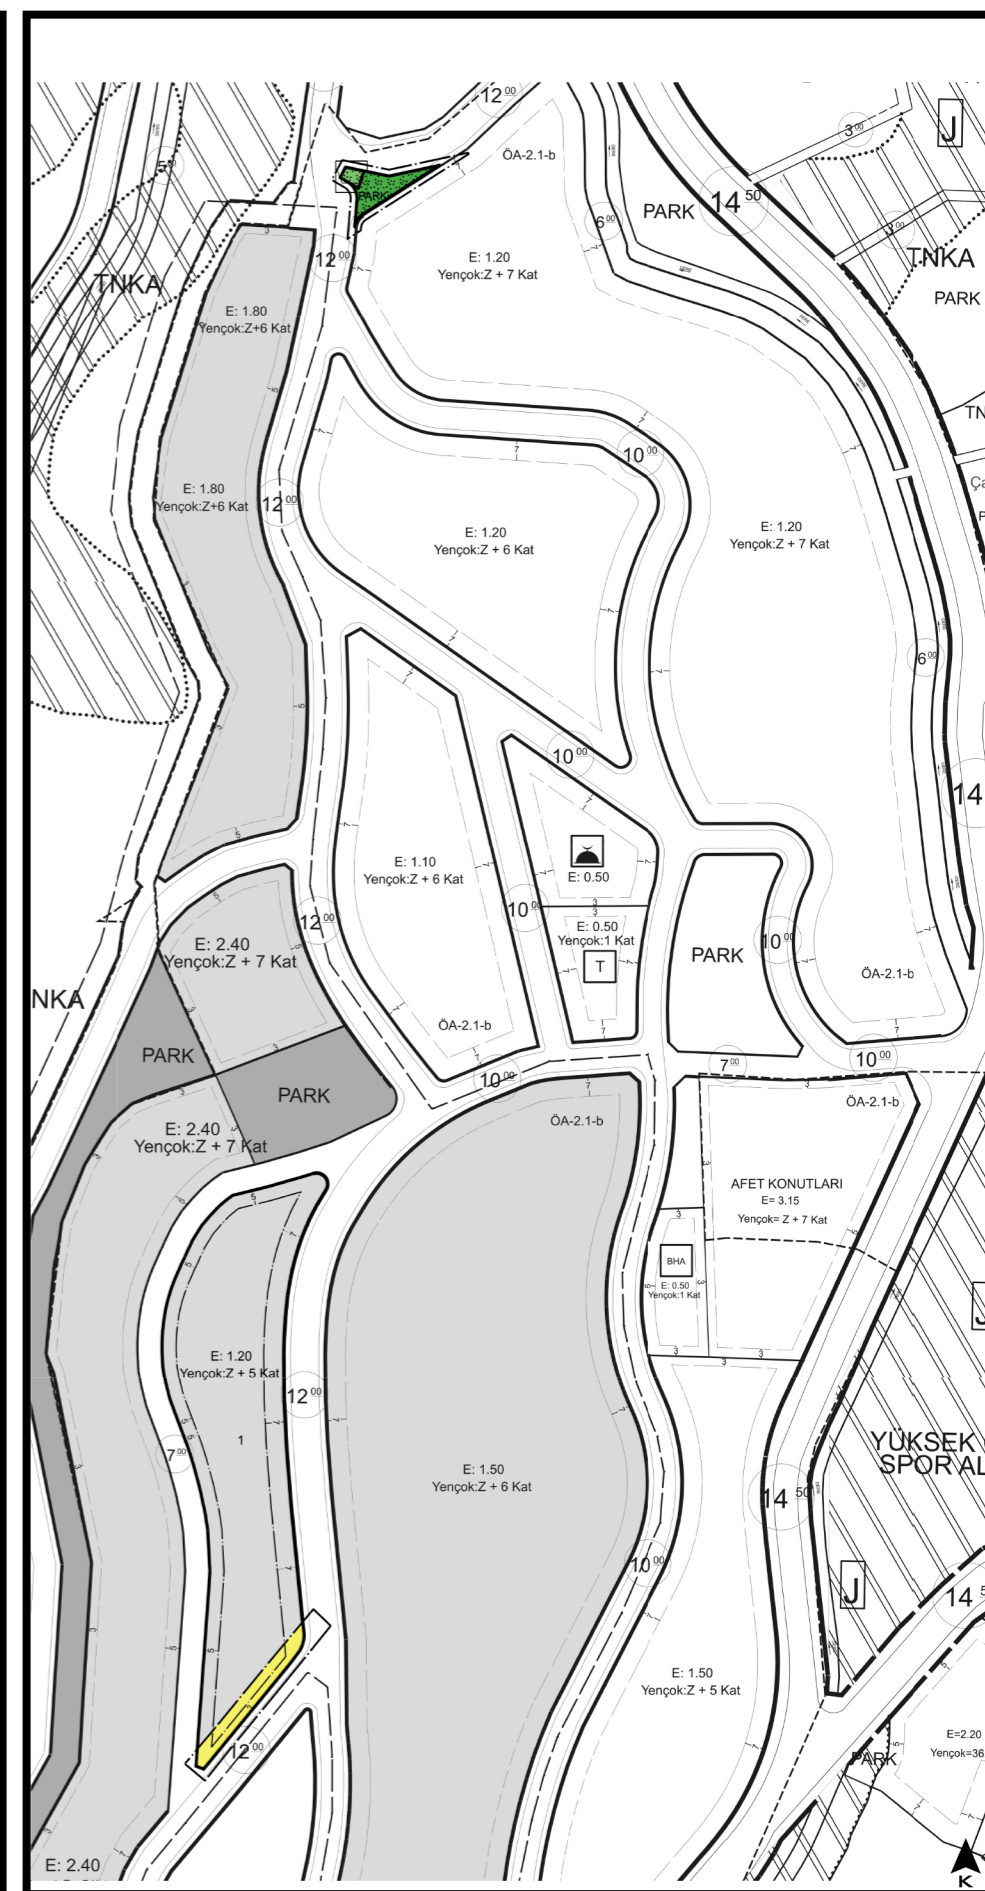 12 00
ÖA-2.1-b
3 00
J
5 00
PARK
6 00
PARK
14 50
3 00
TNKA
12 00
E: 1.20
Yençok:Z + 7 Kat
TNKA
PARK
E: 1.80
Yençok:Z+6 Kat
TN
10 00
E: 1.80
Yençok:Z+6 Kat
12 00
Ça
P
E: 1.20
Yençok:Z + 6 Kat
E: 1.20
Yençok:Z + 7 Kat
6 00
10 00
14
E: 1.10
Yençok:Z + 6 Kat
E: 0.50
10 00
12 00
E: 0.50
Yençok:1 Kat
T
PARK
10 00
E: 2.40
Yençok:Z + 7 Kat
ÖA-2.1-b
NKA
ÖA-2.1-b
PARK
PARK
10 00
7 00
10 00
ÖA-2.1-b
ÖA-2.1-b
E: 2.40
Yençok:Z + 7 Kat
AFET KONUTLARI
E= 3.15
Yençok= Z + 7 Kat
BHA
E: 0.50
Yençok:1 Kat
J
E: 1.20
Yençok:Z + 5 Kat
12 00
1
7 00
YÜKSEK
SPOR AL
E: 1.50
Yençok:Z + 6 Kat
14 50
10 00
J
14 5
E: 1.50
Yençok:Z + 5 Kat
12 00
PARK
E=2.20
Yençok=36
E: 2.40
K